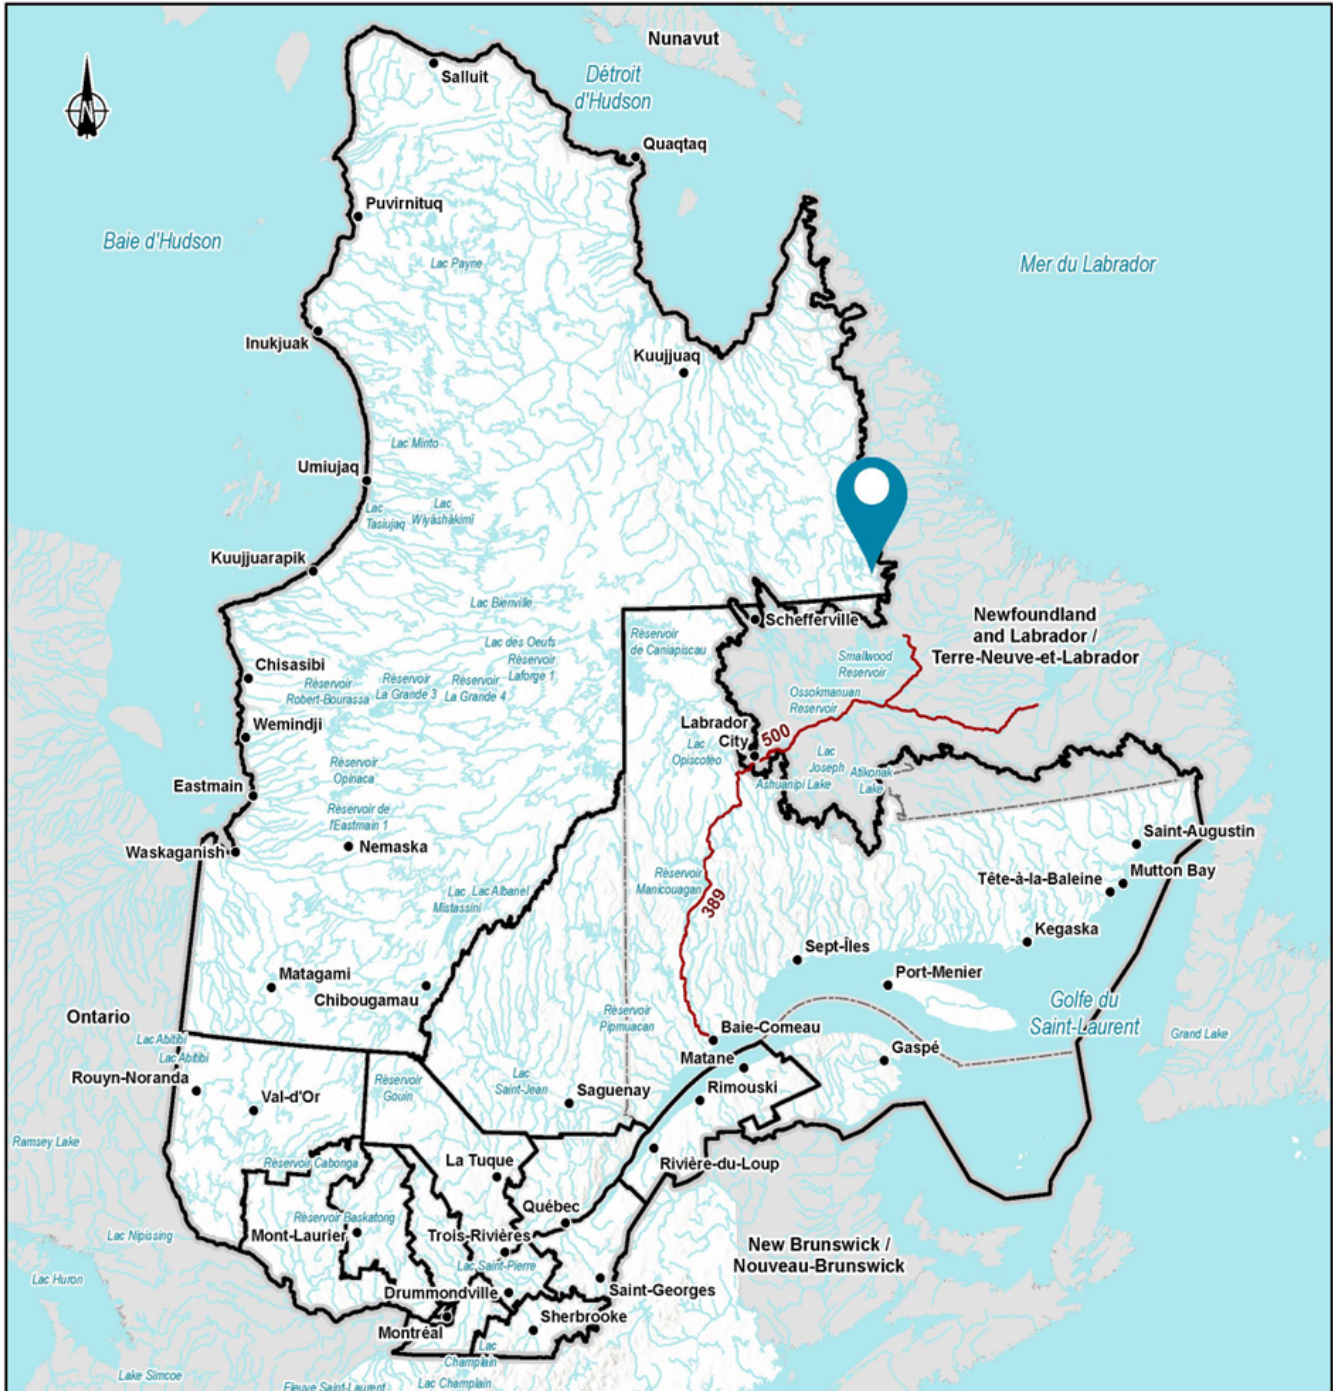 Nunavut
N
Salluit
Détroit
d'Hudson
Quaqtaq
Puvirnituq
Baie d'Hudson
Lac Payne
Mer du Labrador
Inukjuak
Kuujjuaq
Lac Minto
Umiujaq
Lac
Tasiujaq
Lac
Wiyâshâkimî
Kuujjuarapik
Lac Bienville
Newfoundland
and Labrador /
Terre-Neuve-et-Labrador
Schefferville
Lac des Oeufs
Réservoir
de Caniapiscau
Chisasibi
Réservoir
Robert-Bourassa
Réservoir
La Grande 3
Réservoir
La Grande 4
Réservoir
Laforge 1
Smallwood
Reservoir
Ossokmanuan
Reservoir
Wemindji
Labrador
City
500
Lac
Opiscotéo
Lac
Joseph
Atikonak
Lake
Ashuanipi Lake
Réservoir
Opinaca
Eastmain
Réservoir de
l'Eastmain 1
Waskaganish
Nemaska
Saint-Augustin
Mutton Bay
Tête-à-la-Baleine
Réservoir
Manicouagan
389
Lac
Mistassini
Lac Albanel
Kegaska
Sept-Îles
Port-Menier
Matagami
Chibougamau
Golfe du
Saint-Laurent
Ontario
Réservoir
Pipmuacan
Grand Lake
Lac Abitibi
Lac Abitibi
Baie-Comeau
Matane
Gaspé
Rouyn-Noranda
Val-d'Or
Réservoir
Gouin
Lac
Saint-Jean
Saguenay
Rimouski
Ramsey Lake
Réservoir Cabonga
La Tuque
Rivière-du-Loup
Québec
Réservoir Baskatong
Mont-Laurier
Trois-Rivières
Lac Nipissing
Lac Saint-Pierre
New Brunswick /
Nouveau-Brunswick
Lac Huron
Drummondville
Saint-Georges
Montréal
Sherbrooke
Lac
Champlain
Lake Simcoe
Fleuve Saint-Laurent
Lac Champlain